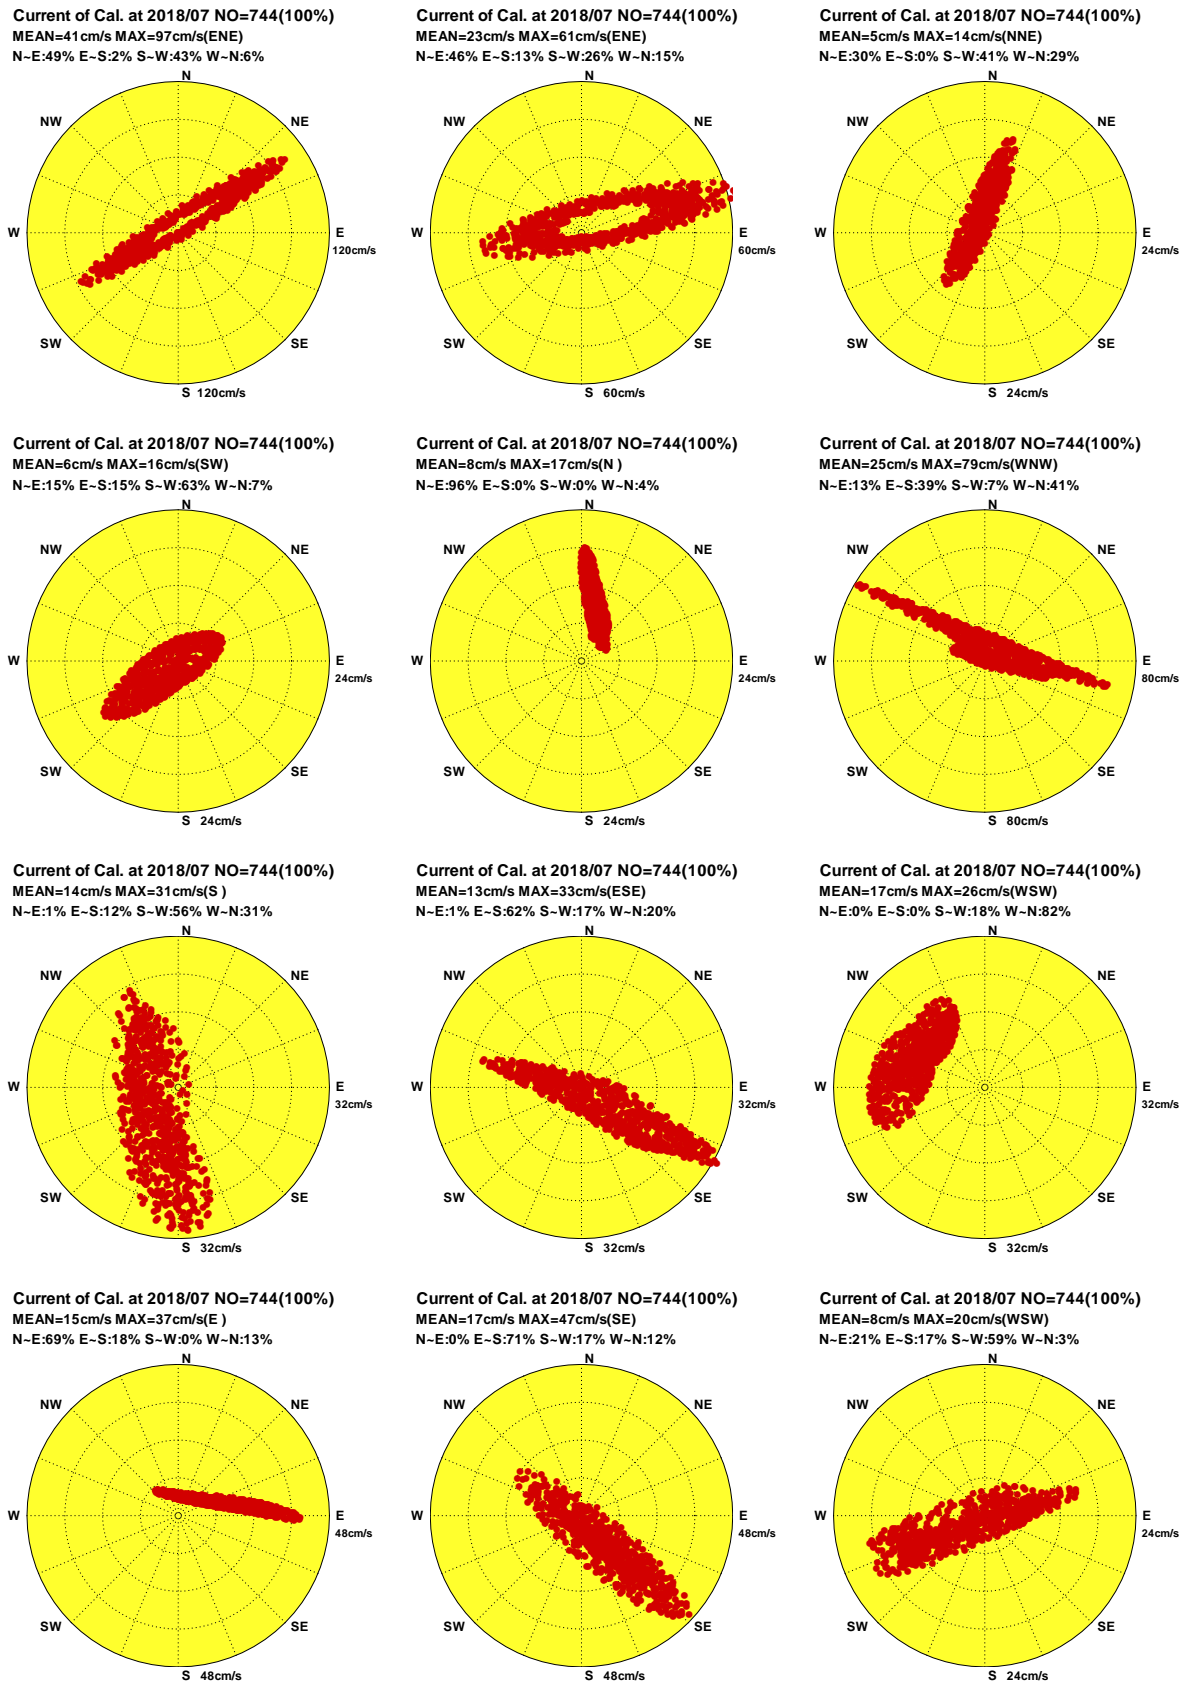 Current of Cal. at 2018/07 NO=744(100%)
MEAN=41cm/s MAX=97cm/s(ENE)
N~E:49% E~S:2% S~W:43% W~N:6%
N
NW
NE
W
E
120cm/s
SW
SE
S 120cm/s
Current of Cal. at 2018/07 NO=744(100%)
MEAN=23cm/s MAX=61cm/s(ENE)
N~E:46% E~S:13% S~W:26% W~N:15%
N
NW
NE
W
E
60cm/s
SW
SE
S 60cm/s
Current of Cal. at 2018/07 NO=744(100%)
MEAN=5cm/s MAX=14cm/s(NNE)
N~E:30% E~S:0% S~W:41% W~N:29%
N
NW
NE
W
E
24cm/s
SW
SE
S 24cm/s
Current of Cal. at 2018/07 NO=744(100%)
MEAN=6cm/s MAX=16cm/s(SW)
N~E:15% E~S:15% S~W:63% W~N:7%
N
NW
NE
W
E
24cm/s
SW
SE
S 24cm/s
Current of Cal. at 2018/07 NO=744(100%)
MEAN=8cm/s MAX=17cm/s(N )
N~E:96% E~S:0% S~W:0% W~N:4%
N
NW
NE
W
E
24cm/s
SW
SE
S 24cm/s
Current of Cal. at 2018/07 NO=744(100%)
MEAN=25cm/s MAX=79cm/s(WNW)
N~E:13% E~S:39% S~W:7% W~N:41%
N
NW
NE
W
E
80cm/s
SW
SE
S 80cm/s
Current of Cal. at 2018/07 NO=744(100%)
MEAN=14cm/s MAX=31cm/s(S )
N~E:1% E~S:12% S~W:56% W~N:31%
N
NW
NE
W
E
32cm/s
SW
SE
S 32cm/s
Current of Cal. at 2018/07 NO=744(100%)
MEAN=13cm/s MAX=33cm/s(ESE)
N~E:1% E~S:62% S~W:17% W~N:20%
N
NW
NE
W
E
32cm/s
SW
SE
S 32cm/s
Current of Cal. at 2018/07 NO=744(100%)
MEAN=17cm/s MAX=26cm/s(WSW)
N~E:0% E~S:0% S~W:18% W~N:82%
N
NW
NE
W
E
32cm/s
SW
SE
S 32cm/s
Current of Cal. at 2018/07 NO=744(100%)
MEAN=15cm/s MAX=37cm/s(E )
N~E:69% E~S:18% S~W:0% W~N:13%
N
NW
NE
W
E
48cm/s
SW
SE
S 48cm/s
Current of Cal. at 2018/07 NO=744(100%)
MEAN=17cm/s MAX=47cm/s(SE)
N~E:0% E~S:71% S~W:17% W~N:12%
N
NW
NE
W
E
48cm/s
SW
SE
S 48cm/s
Current of Cal. at 2018/07 NO=744(100%)
MEAN=8cm/s MAX=20cm/s(WSW)
N~E:21% E~S:17% S~W:59% W~N:3%
N
NW
NE
W
E
24cm/s
SW
SE
S 24cm/s